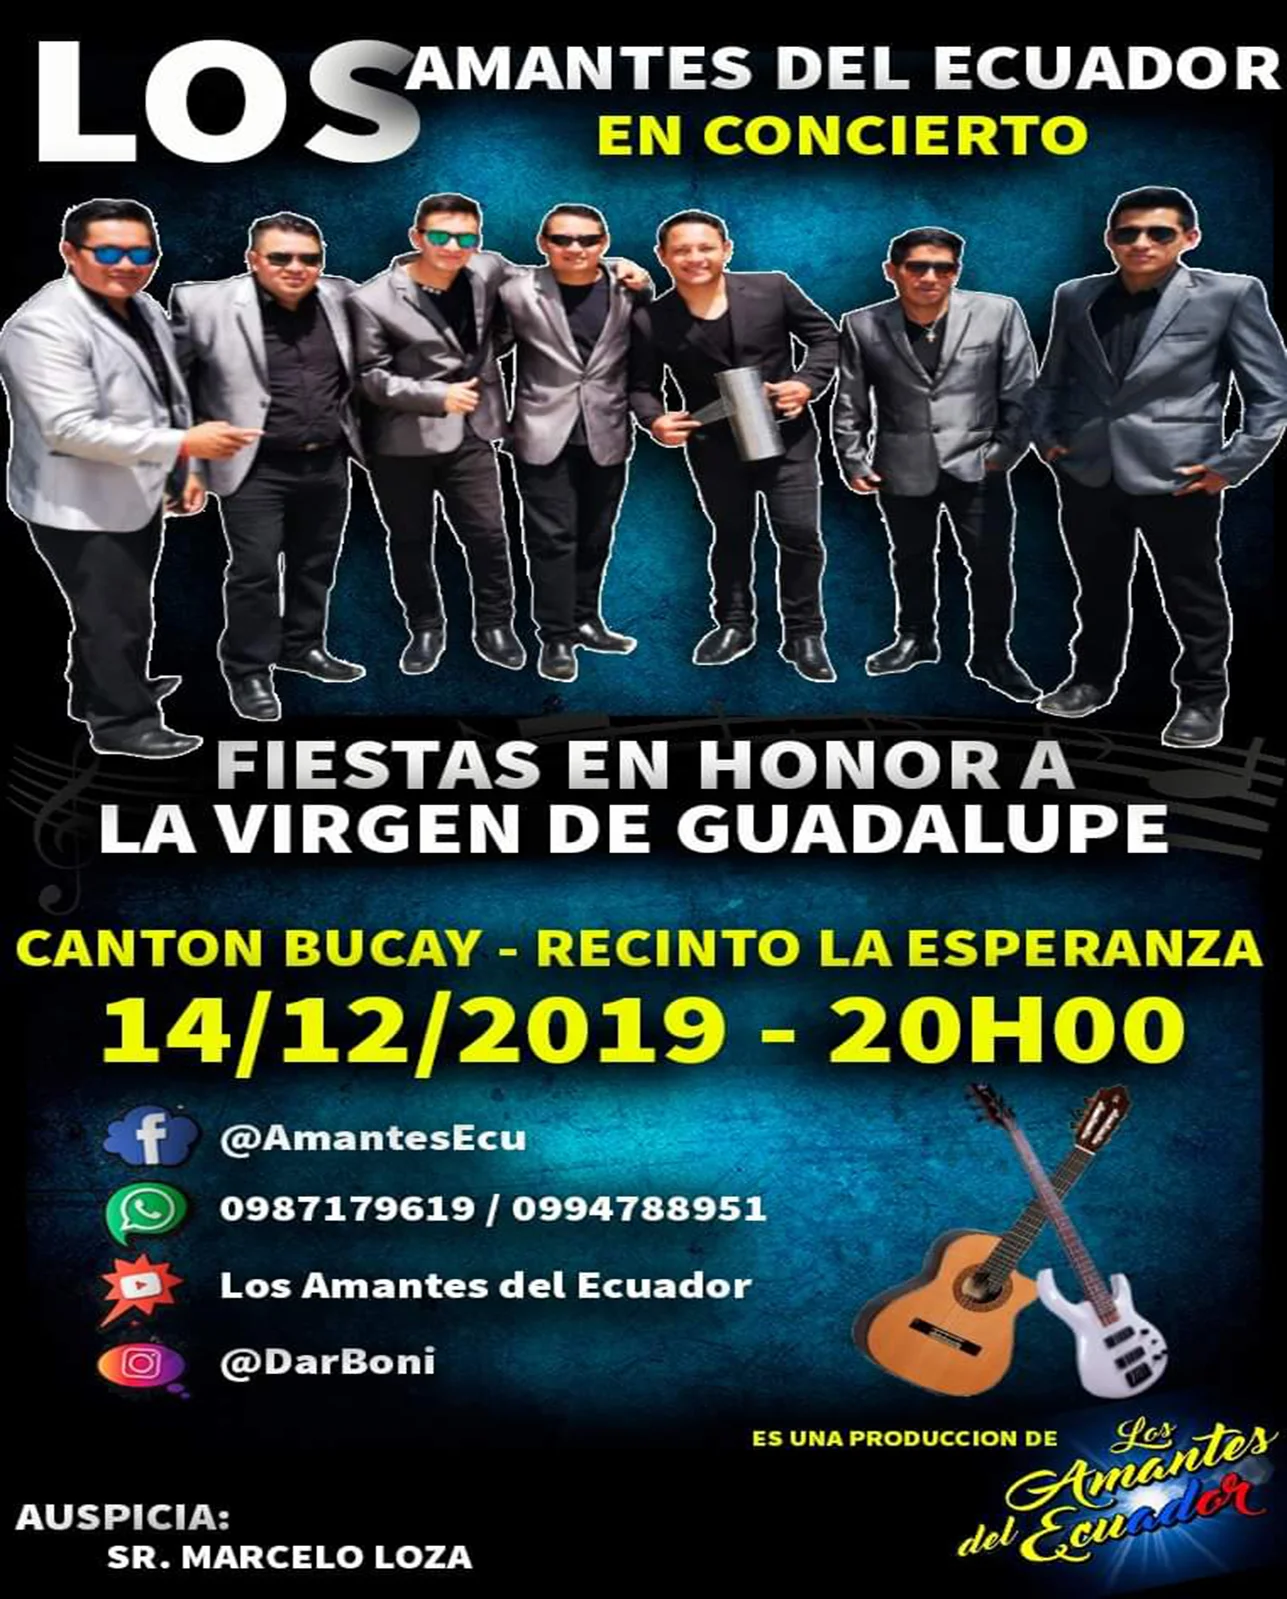 LOS AMANTES DEL ECUADOR
EN CONCIERTO
FIESTAS EN HONOR A
LA VIRGEN DE GUADALUPE
CANTON BUCAY - RECINTO LA ESPERANZA
14/12/2019 - 20H00
@AmantesEcu
0987179619 / 0994788951
Los Amantes del Ecuador
@DarBoni
ES UNA PRODUCCION DE
Los
Amantes
del Ecuador
AUSPICIA:
SR. MARCELO LOZA